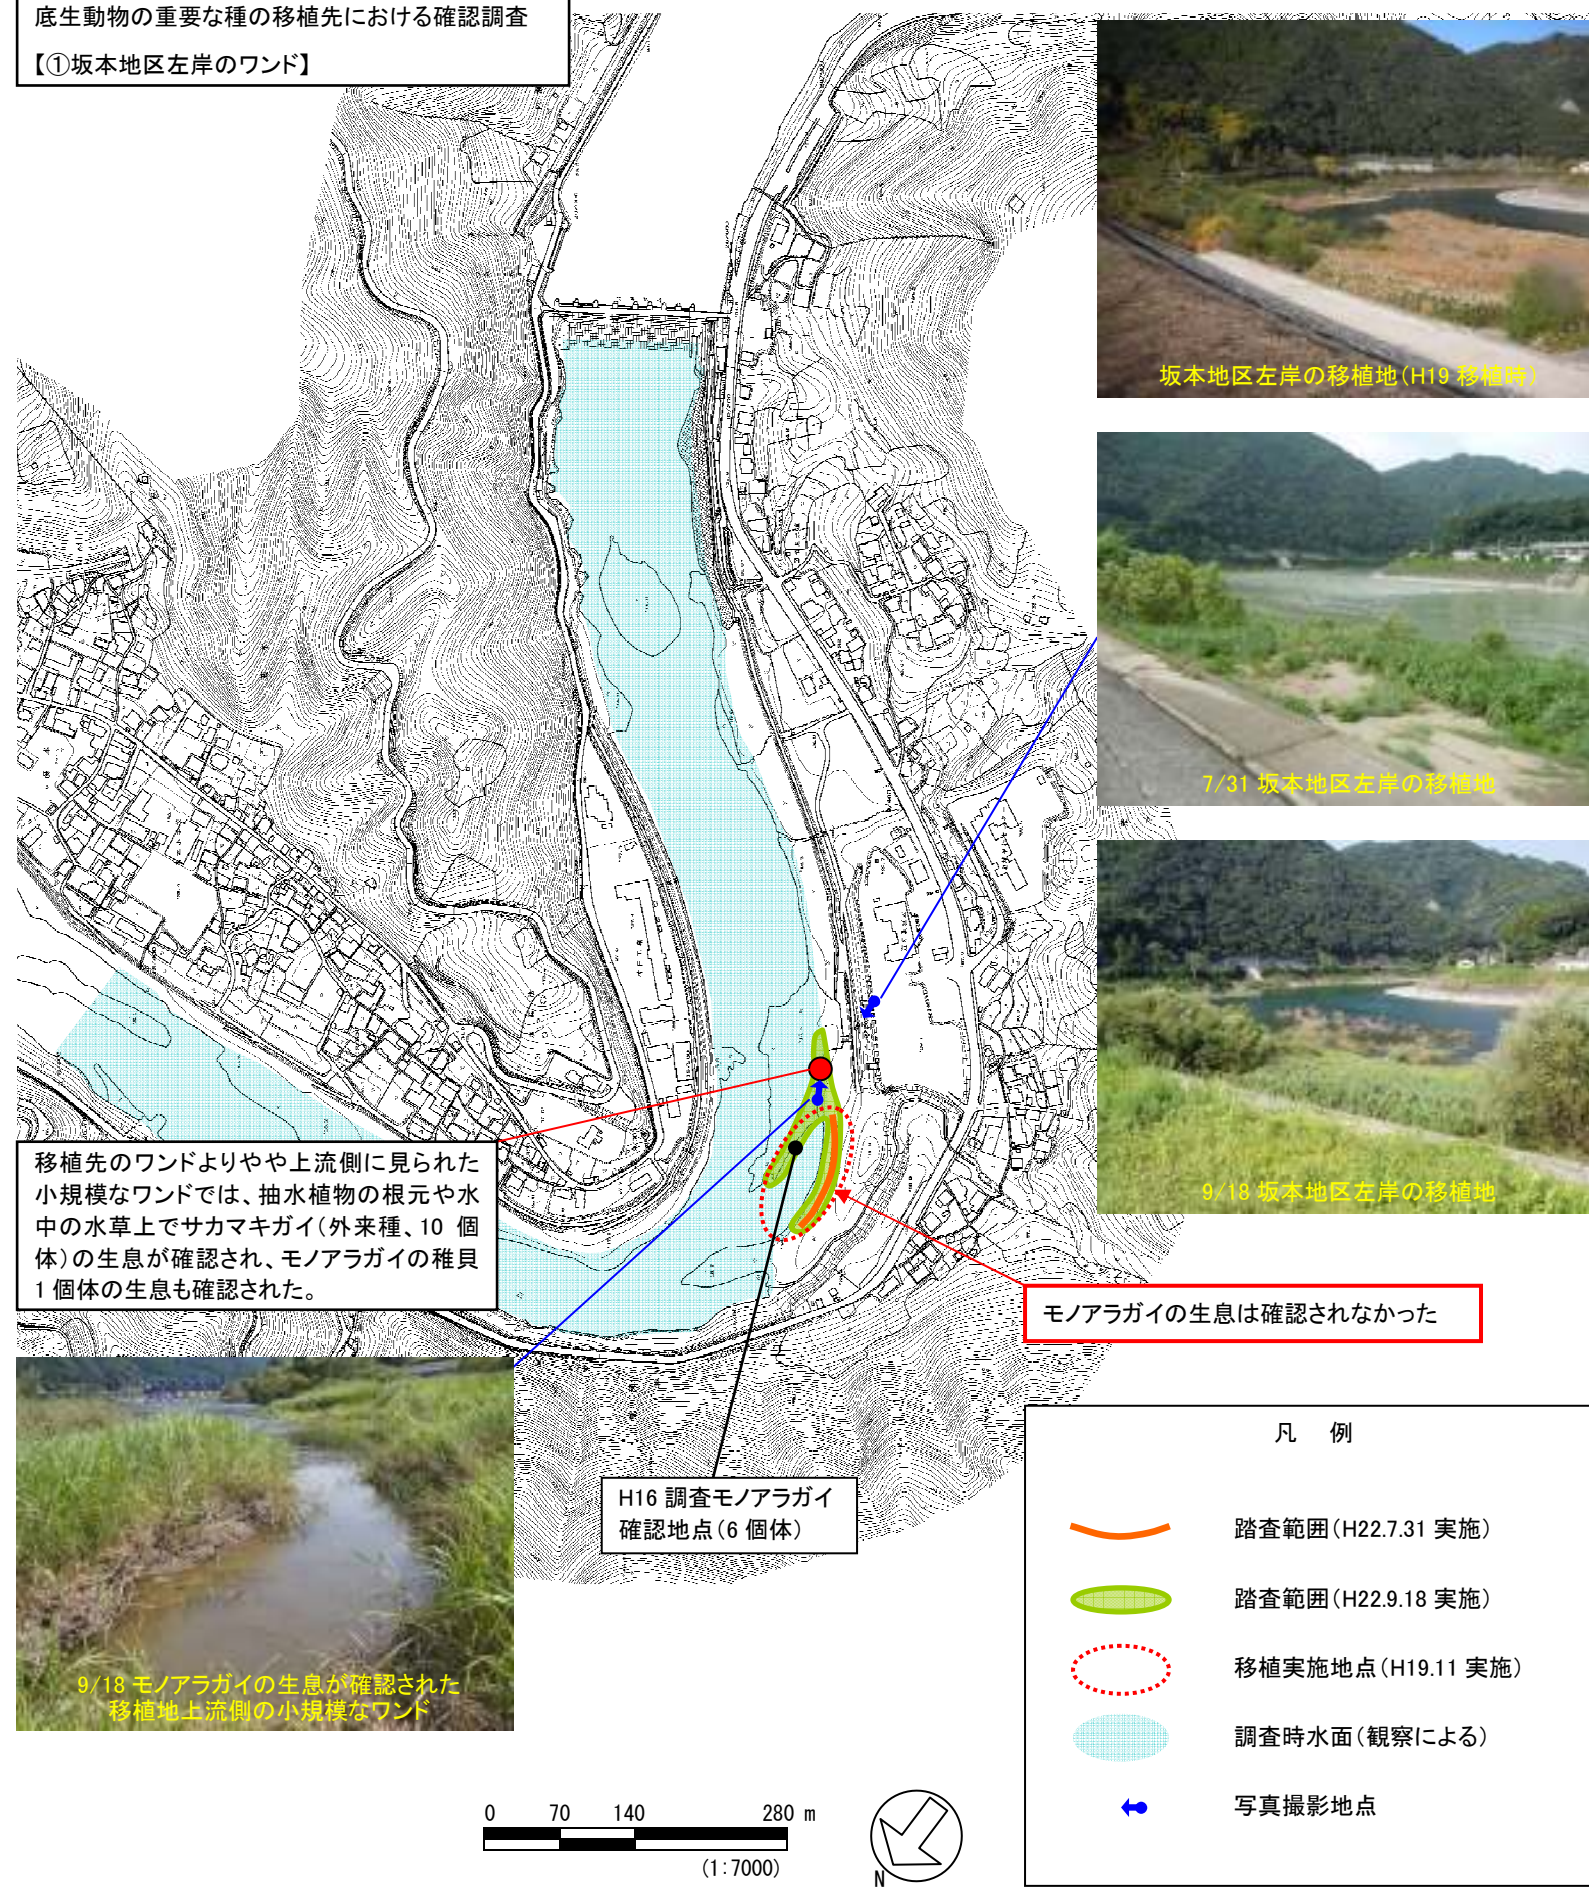 底生動物の重要な種の移植先における確認調査
【①坂本地区左岸のワンド】
坂本地区左岸の移植地(H19 移植時)
7/31 坂本地区左岸の移植地
9/18 坂本地区左岸の移植地
移植先のワンドよりやや上流側に見られた
小規模なワンドでは、抽水植物の根元や水
中の水草上でサカマキガイ(外来種、10 個
体)の生息が確認され、モノアラガイの稚貝
1 個体の生息も確認された。
モノアラガイの生息は確認されなかった
H16 調査モノアラガイ
確認地点(6 個体)
9/18 モノアラガイの生息が確認された
移植地上流側の小規模なワンド
凡 例
踏査範囲(H22.7.31 実施)
踏査範囲(H22.9.18 実施)
移植実施地点(H19.11 実施)
調査時水面(観察による)
写真撮影地点
0 70 140 280 m
(1:7000)
N